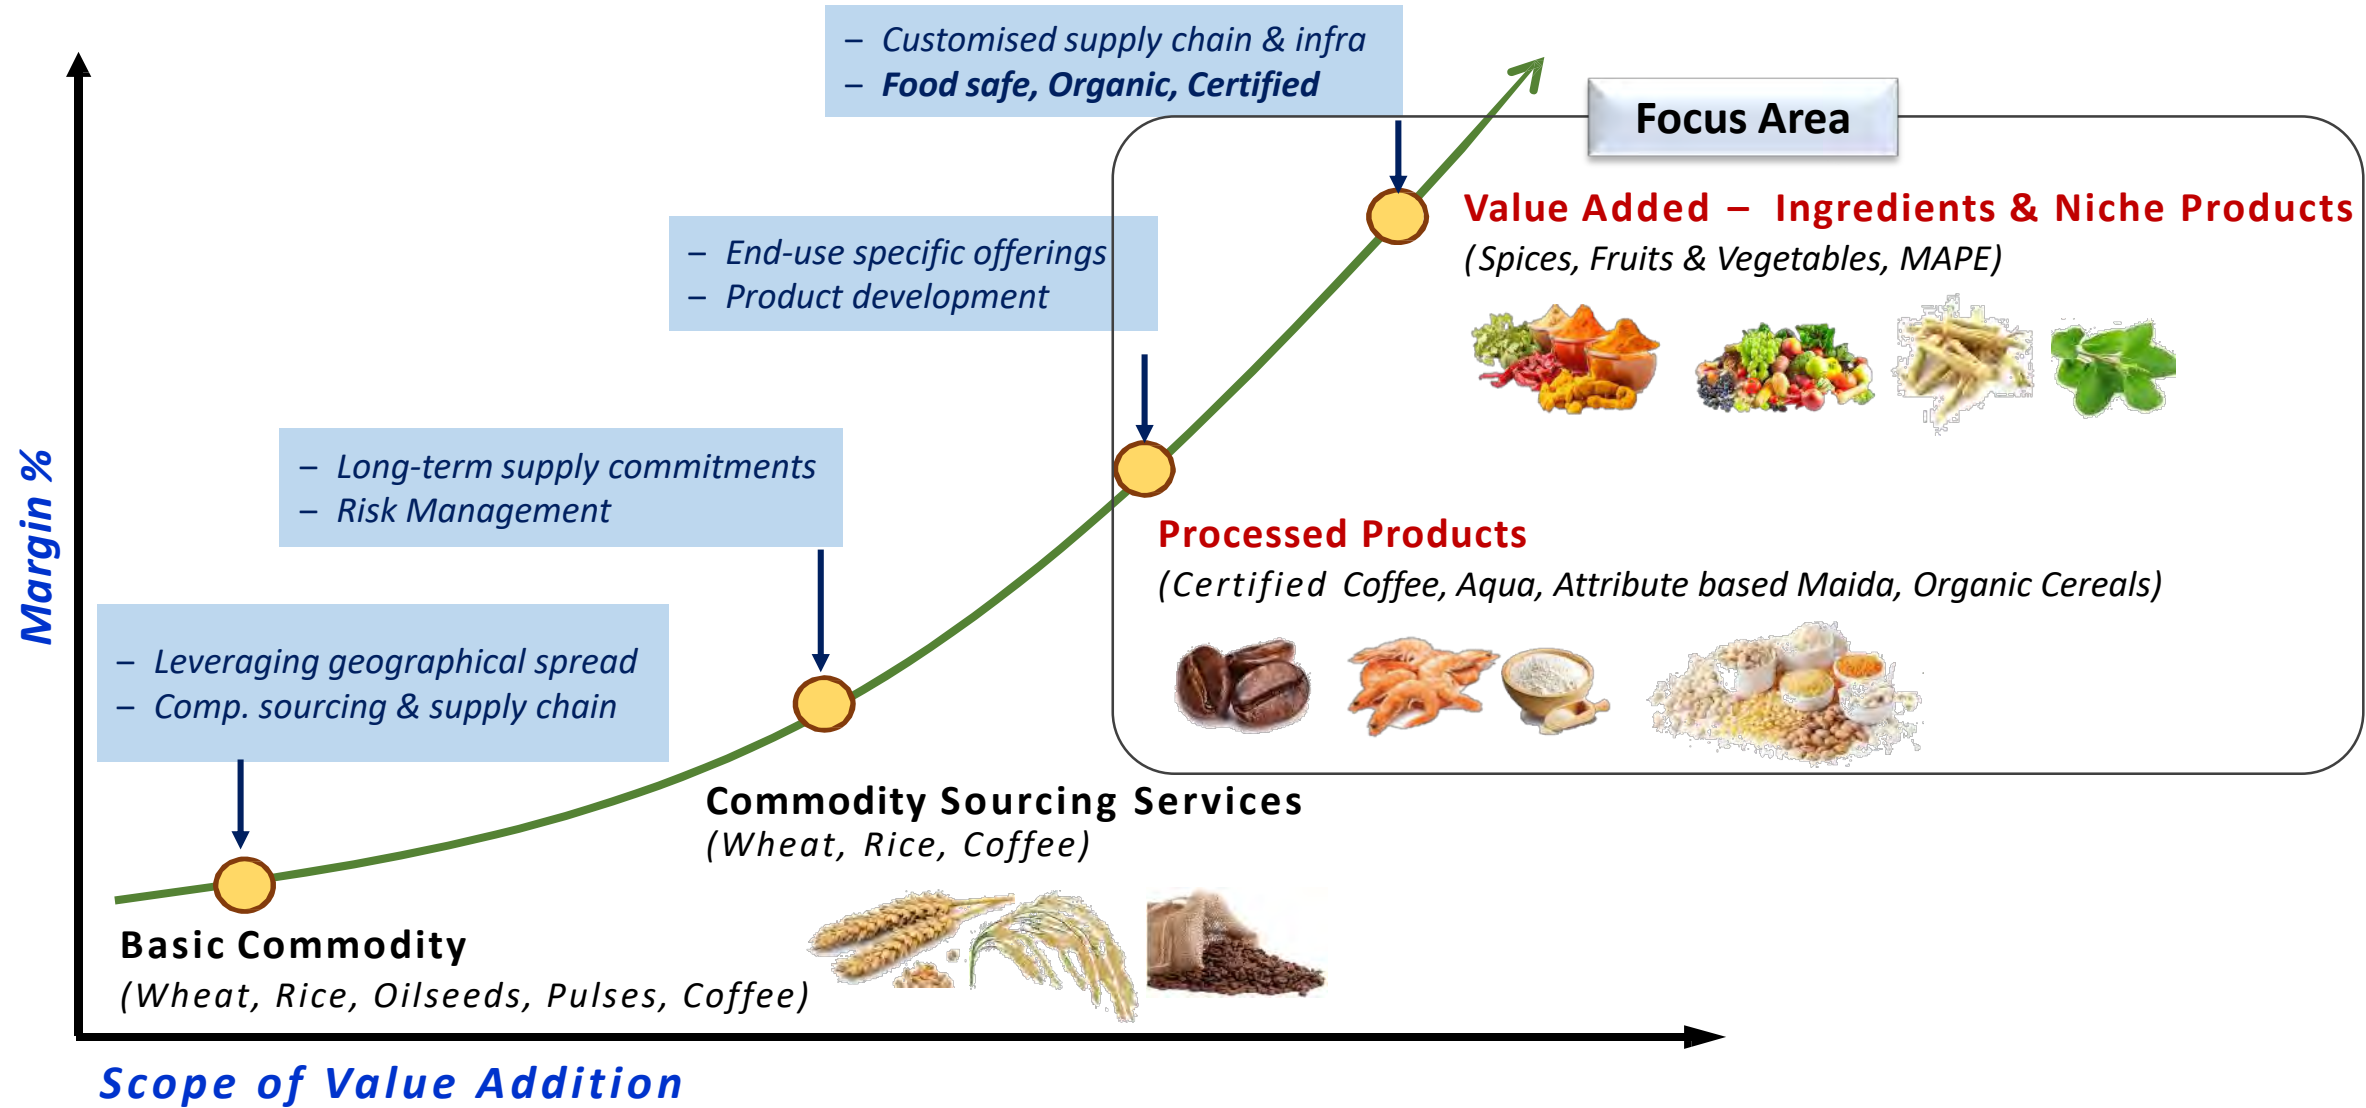 – Customised supply chain & infra
– Food safe, Organic, Certified
Focus Area
Value Added – Ingredients & Niche Products
(Spices, Fruits & Vegetables, MAPE)
– End-use specific offerings
– Product development
– Long-term supply commitments
– Risk Management
Processed Products
(Certified Coffee, Aqua, Attribute based Maida, Organic Cereals)
Margin %
– Leveraging geographical spread
– Comp. sourcing & supply chain
Commodity Sourcing Services
(Wheat, Rice, Coffee)
Basic Commodity
(Wheat, Rice, Oilseeds, Pulses, Coffee)
Scope of Value Addition